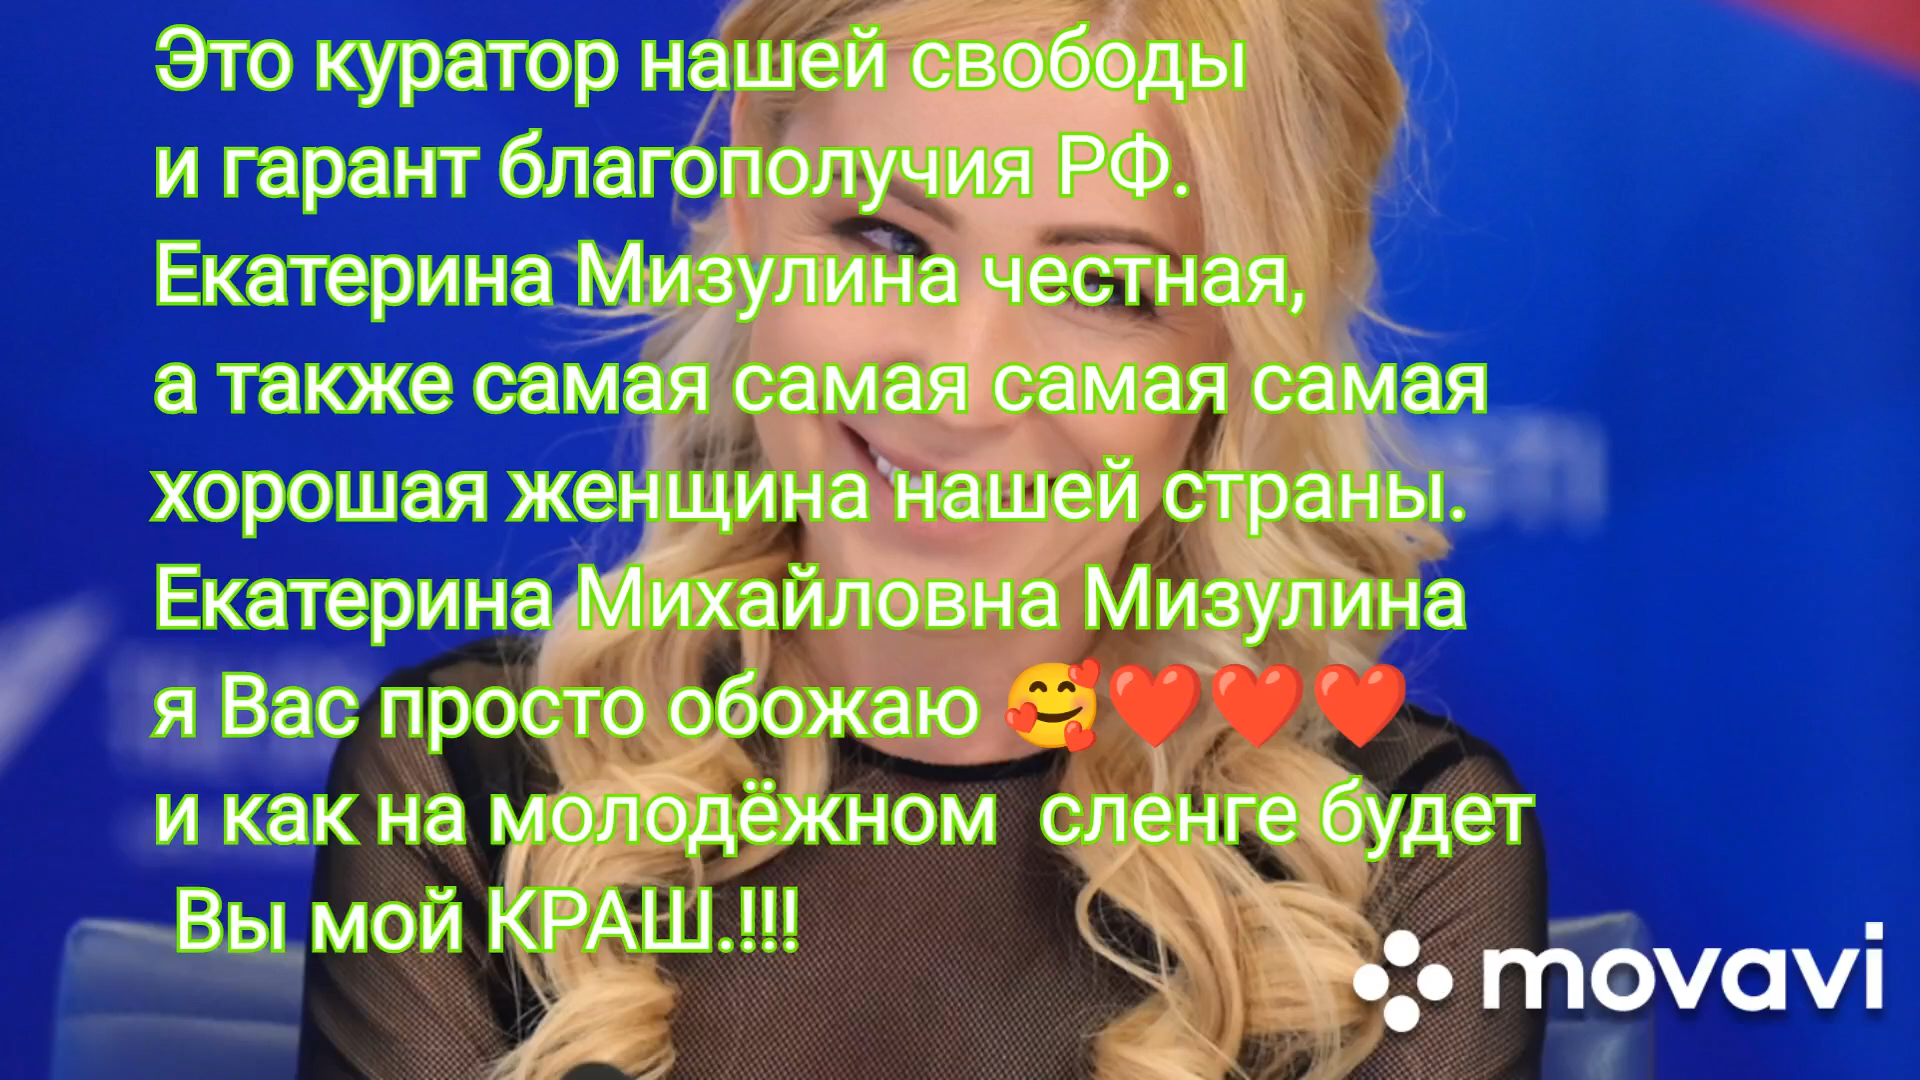 Это куратор нашей свободы
и гарант благополучия РФ.
Екатерина Мизулина честная,
а также самая самая самая самая
хорошая женщина нашей страны.
Екатерина Михайловна Мизулина
я Вас просто обожаю 🥰❤️❤️❤️
и как на молодёжном  сленге будет
Вы мой КРАШ.!!!
movavi